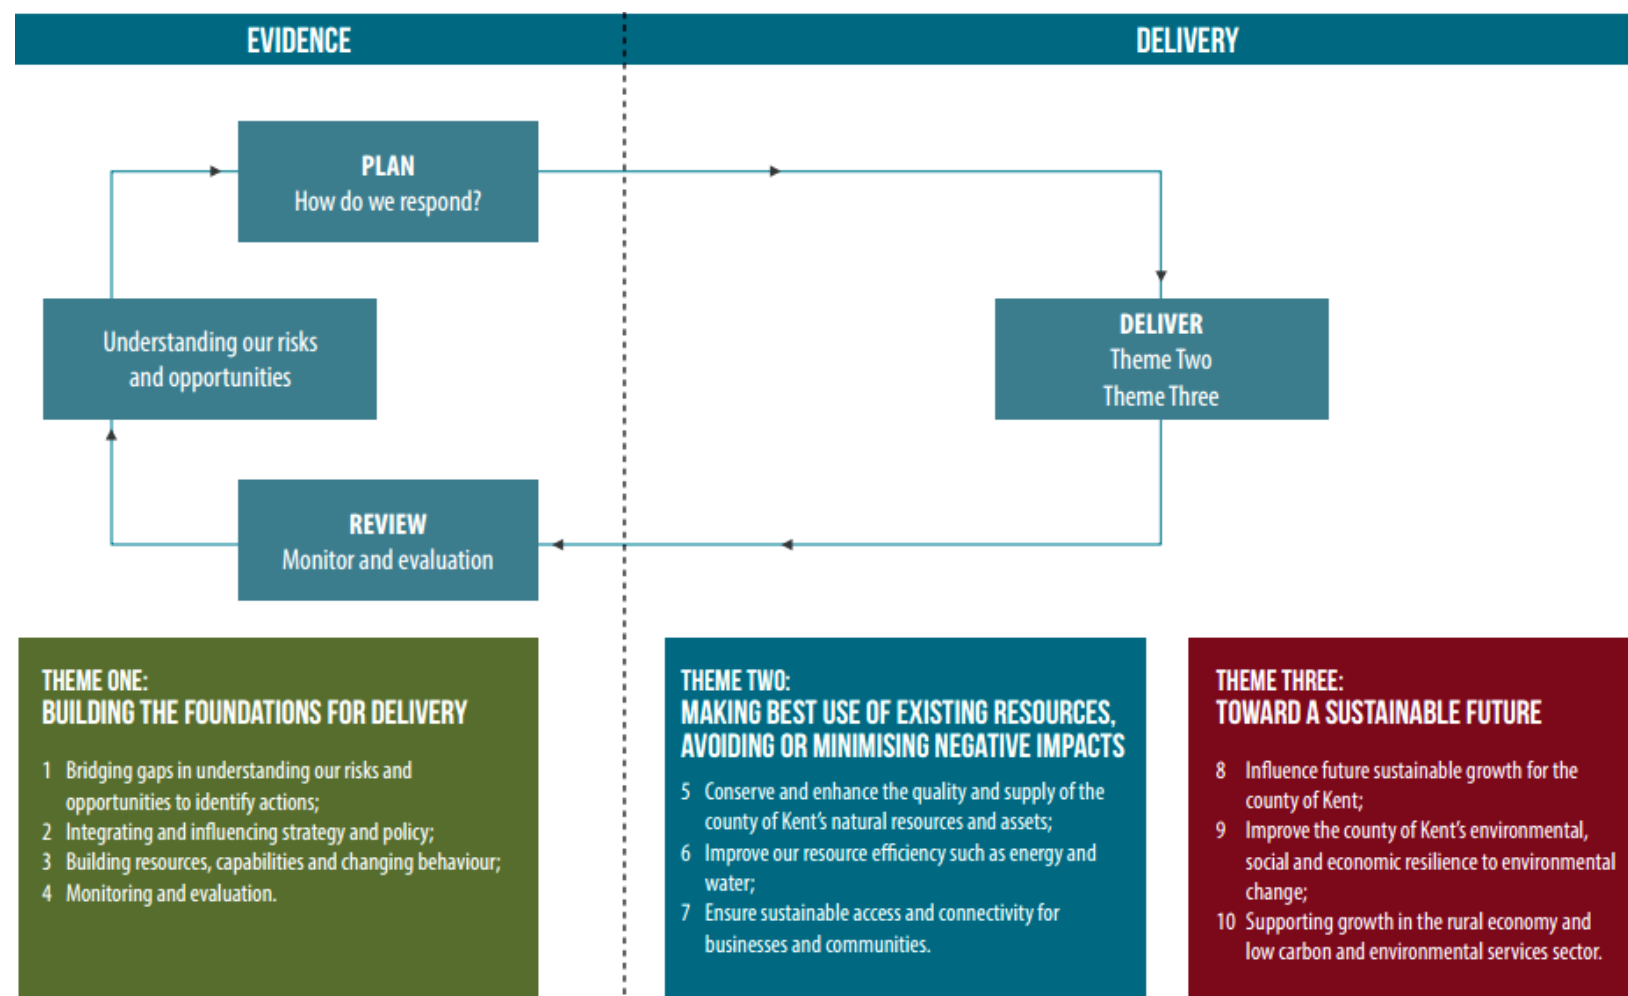 EVIDENCE
DELIVERY
PLAN
How do we respond?
Understanding our risks
and opportunities
DELIVER
Theme Two
Theme Three
REVIEW
Monitor and evaluation
THEME ONE:
BUILDING THE FOUNDATIONS FOR DELIVERY
1 Bridging gaps in understanding our risks and
opportunities to identify actions;
2 Integrating and influencing strategy and policy;
3 Building resources, capabilities and changing behaviour;
4 Monitoring and evaluation.
THEME TWO:
MAKING BEST USE OF EXISTING RESOURCES,
AVOIDING OR MINIMISING NEGATIVE IMPACTS
5 Conserve and enhance the quality and supply of the
county of Kent's natural resources and assets;
6 Improve our resource efficiency such as energy and
water;
7 Ensure sustainable access and connectivity for
businesses and communities.
THEME THREE:
TOWARD A SUSTAINABLE FUTURE
8 Influence future sustainable growth for the
county of Kent;
9 Improve the county of Kent's environmental,
social and economic resilience to environmental
change;
10 Supporting growth in the rural economy and
low carbon and environmental services sector.